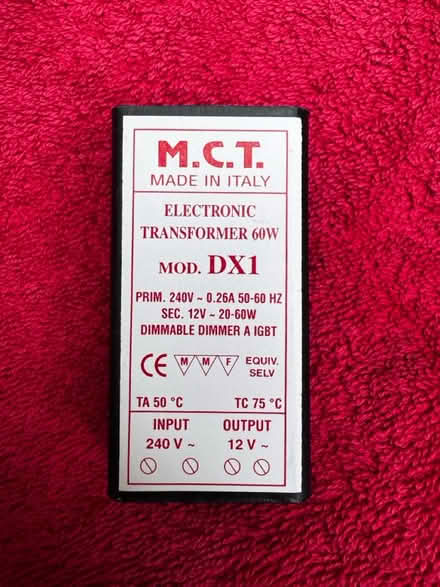 M.C.T.
MADE IN ITALY
ELECTRONIC
TRANSFORMER 60W
MOD. DX1
PRIM. 240V ~ 0.26A 50-60 HZ
SEC. 12V ~ 20-60W
DIMMABLE DIMMER A IGBT
CE M M F EQUIV.
SELV
TA 50 °C TC 75 °C
INPUT OUTPUT
240 V ~ 12 V ~